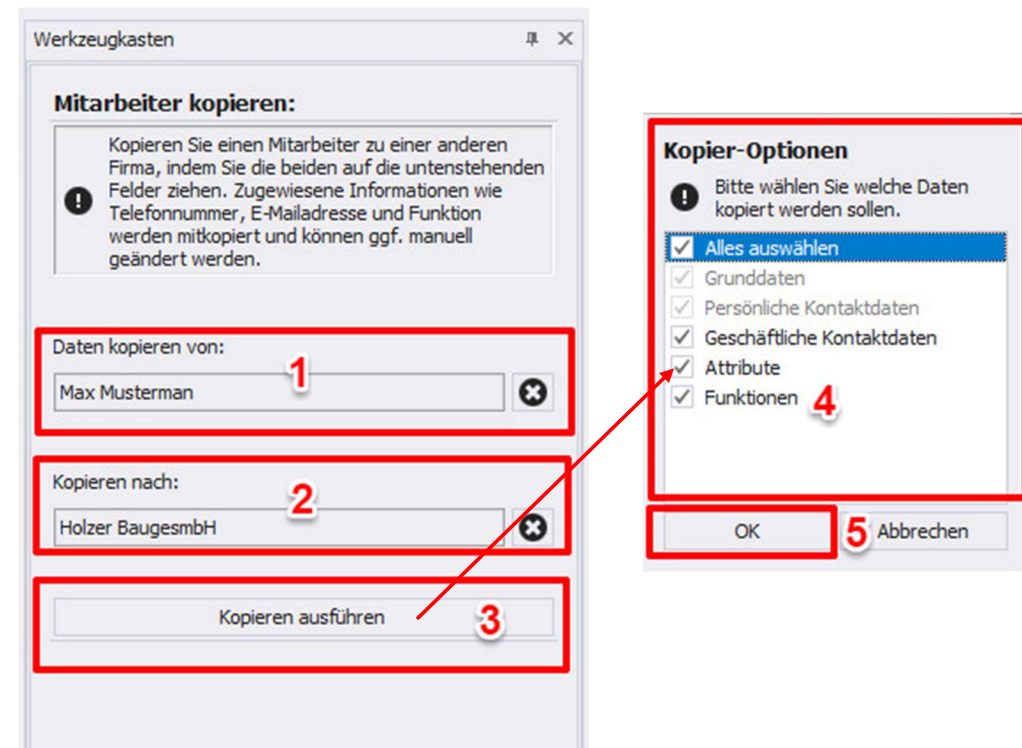 Werkzeugkasten
Mitarbeiter kopieren:
Kopieren Sie einen Mitarbeiter zu einer anderen
Firma, indem Sie die beiden auf die untenstehenden
Felder ziehen. Zugewiesene Informationen wie
Telefonnummer, E-Mailadresse und Funktion
werden mitkopiert und können ggf. manuell
geändert werden.
Daten kopieren von:
1
Max Musterman
Kopieren nach:
2
Holzer BaugesmbH
Kopieren ausführen
3
Kopier-Optionen
Bitte wählen Sie welche Daten
kopiert werden sollen.
Alles auswählen
Grunddaten
Persönliche Kontaktdaten
Geschäftliche Kontaktdaten
Attribute
Funktionen 4
OK 5 Abbrechen